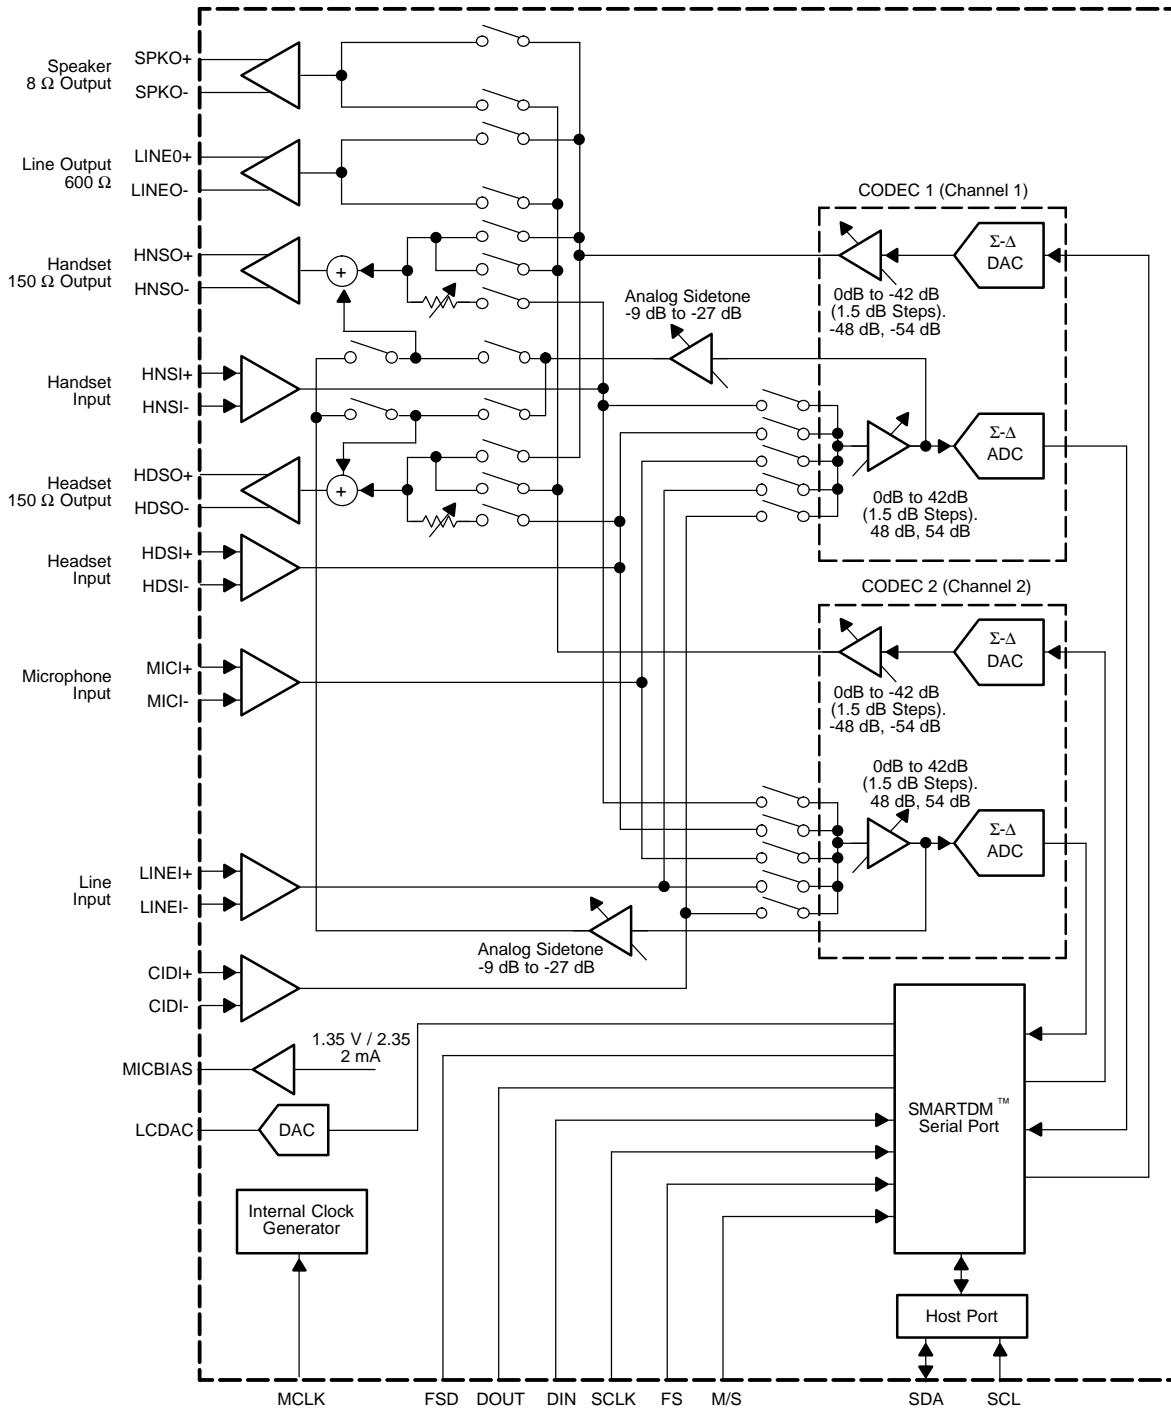 SPKO+
Speaker
8 Ω Output
SPKO-
LINE0+
Line Output
600 Ω
LINEO-
CODEC 1 (Channel 1)
Σ-Δ
DAC
HNSO+
Handset
150 Ω Output
HNSO-
+
0dB to -42 dB
(1.5 dB Steps).
-48 dB, -54 dB
Analog Sidetone
-9 dB to -27 dB
HNSI+
Handset
Input
HNSI-
Σ-Δ
ADC
HDSO+
Headset
150 Ω Output
HDSO-
+
0dB to 42dB
(1.5 dB Steps).
48 dB, 54 dB
HDSI+
Headset
Input
HDSI-
CODEC 2 (Channel 2)
Σ-Δ
DAC
MICI+
Microphone
Input
MICI-
0dB to -42 dB
(1.5 dB Steps).
-48 dB, -54 dB
0dB to 42dB
(1.5 dB Steps).
48 dB, 54 dB
Σ-Δ
ADC
LINEI+
Line
Input
LINEI-
Analog Sidetone
-9 dB to -27 dB
CIDI+
CIDI-
1.35 V / 2.35
2 mA
MICBIAS
LCDAC
DAC
SMARTDM™
Serial Port
Internal Clock
Generator
Host Port
MCLK
FSD
DOUT
DIN
SCLK
FS
M/S
SDA
SCL